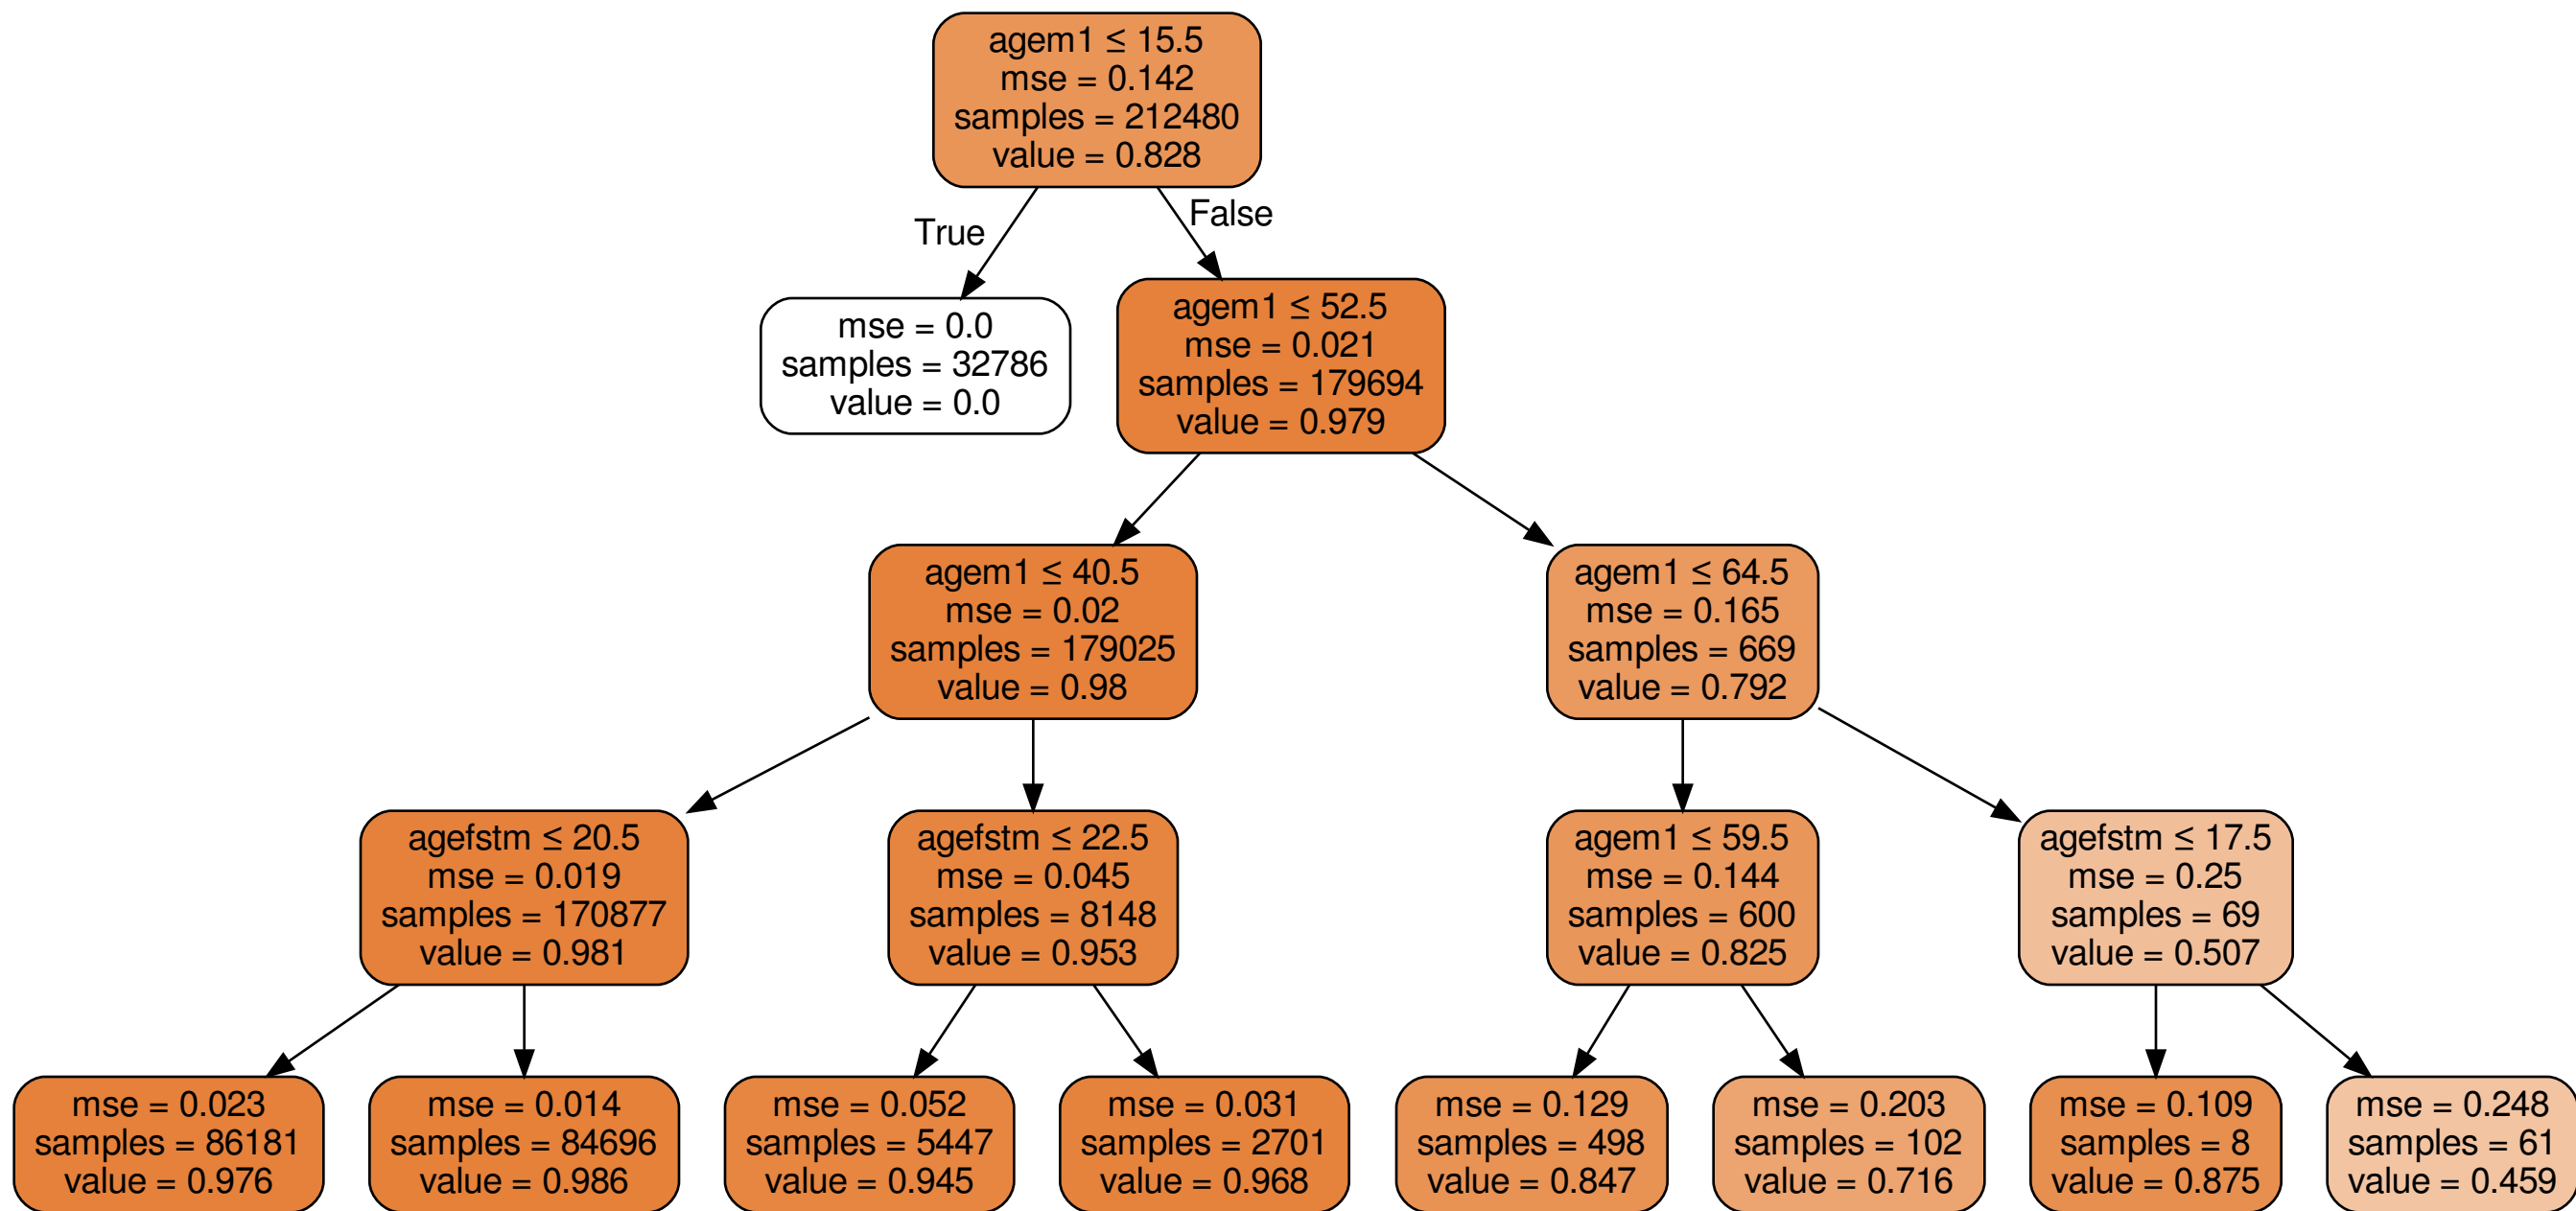 agem1 ≤ 15.5
mse = 0.142
samples = 212480
value = 0.828
True
False
mse = 0.0
samples = 32786
value = 0.0
agem1 ≤ 52.5
mse = 0.021
samples = 179694
value = 0.979
agem1 ≤ 40.5
mse = 0.02
samples = 179025
value = 0.98
agem1 ≤ 64.5
mse = 0.165
samples = 669
value = 0.792
agefstm ≤ 20.5
mse = 0.019
samples = 170877
value = 0.981
agefstm ≤ 22.5
mse = 0.045
samples = 8148
value = 0.953
agem1 ≤ 59.5
mse = 0.144
samples = 600
value = 0.825
agefstm ≤ 17.5
mse = 0.25
samples = 69
value = 0.507
mse = 0.023
samples = 86181
value = 0.976
mse = 0.014
samples = 84696
value = 0.986
mse = 0.052
samples = 5447
value = 0.945
mse = 0.031
samples = 2701
value = 0.968
mse = 0.129
samples = 498
value = 0.847
mse = 0.203
samples = 102
value = 0.716
mse = 0.109
samples = 8
value = 0.875
mse = 0.248
samples = 61
value = 0.459